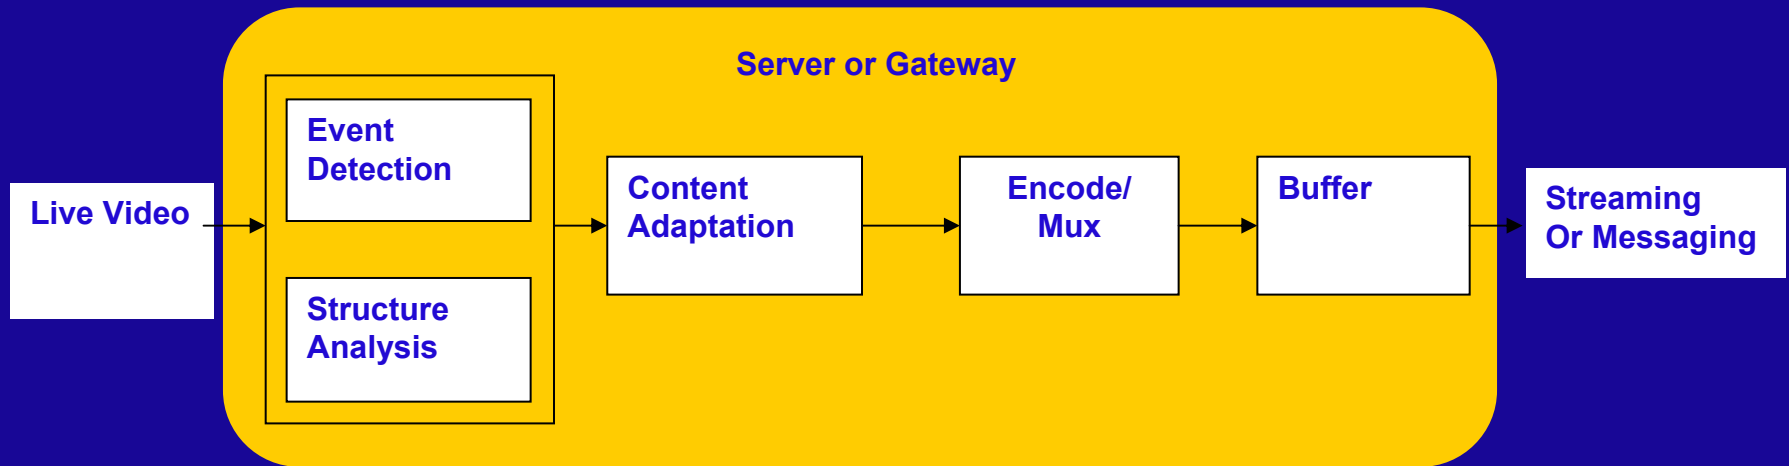 Server or Gateway
Live Video
Event
Detection
Structure
Analysis
Content
Adaptation
Encode/
Mux
Buffer
Streaming
Or Messaging